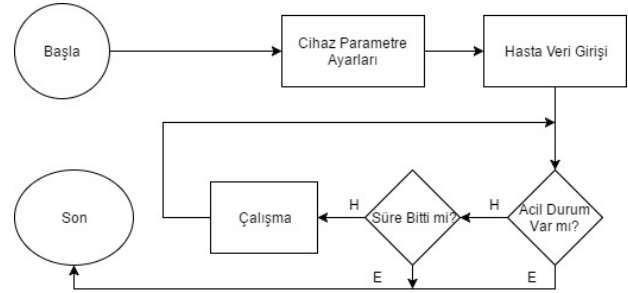 Başla
Cihaz Parametre
Ayarları
Hasta Veri Girişi
Son
Çalışma
H
Süre Bitti mi?
H
Acil Durum
Var mı?
E
E